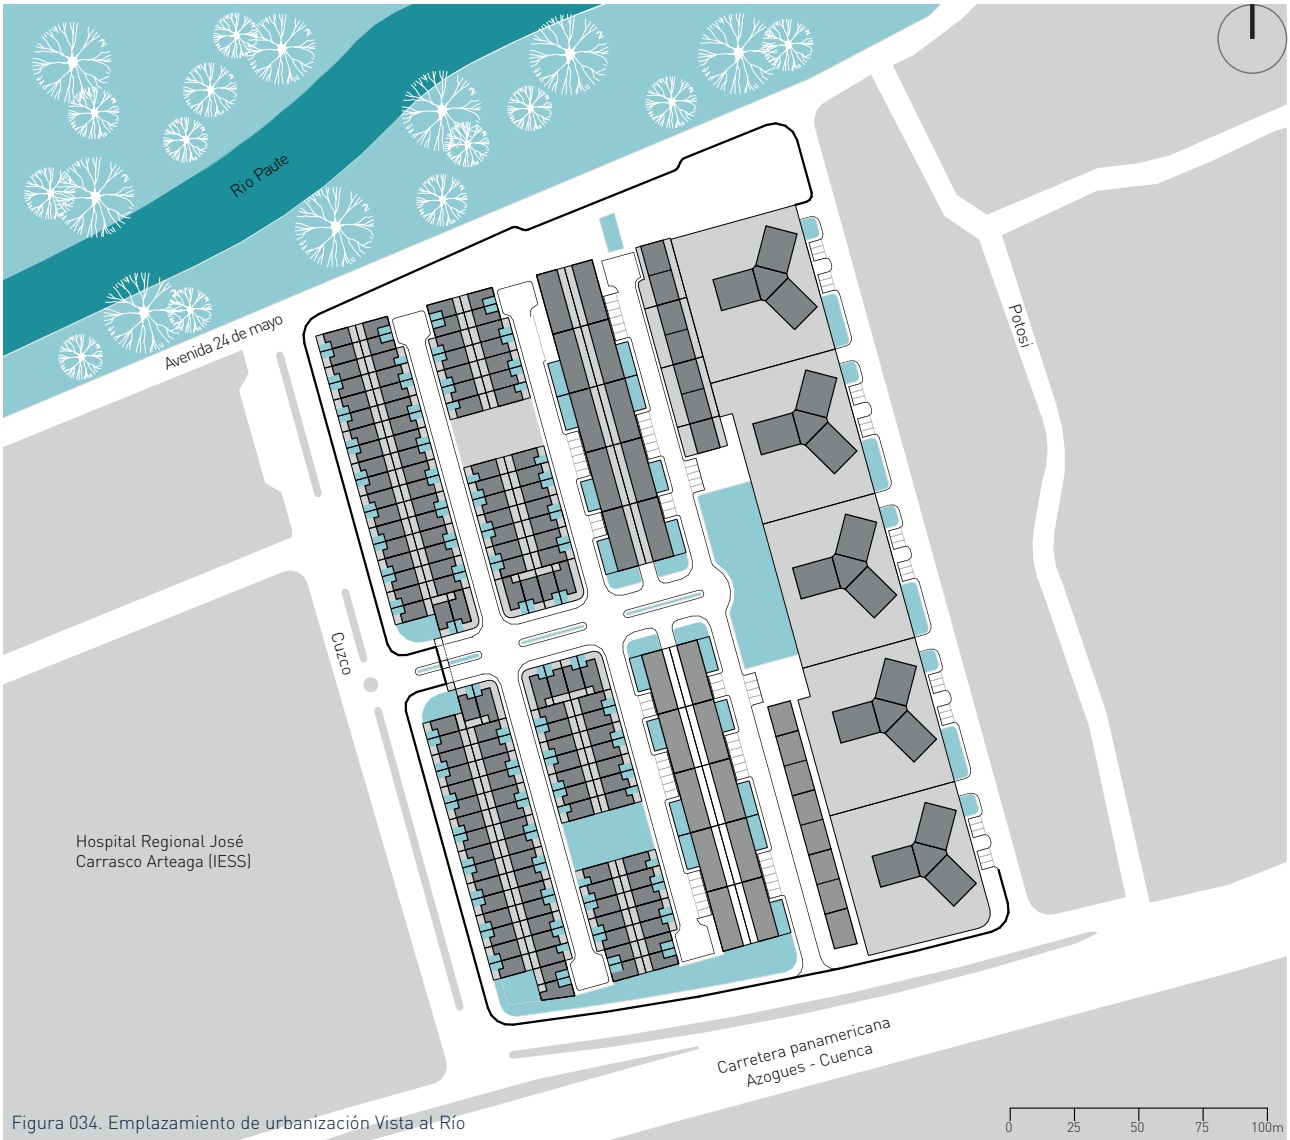 Rio Paute
Avenida 24 de mayo
Potosi
Cuzco
Hospital Regional José
Carrasco Arteaga (IESS)
Carretera panamericana
Azogues - Cuenca
Figura 034. Emplazamiento de urbanización Vista al Río
0 25 50 75 100m